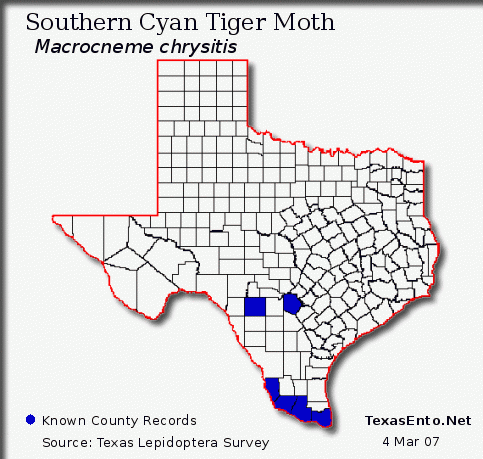 Southern Cyan Tiger Moth
Macrocneme chrysitis
Known County Records
TexasEnto.Net
Source: Texas Lepidoptera Survey
4 Mar 07